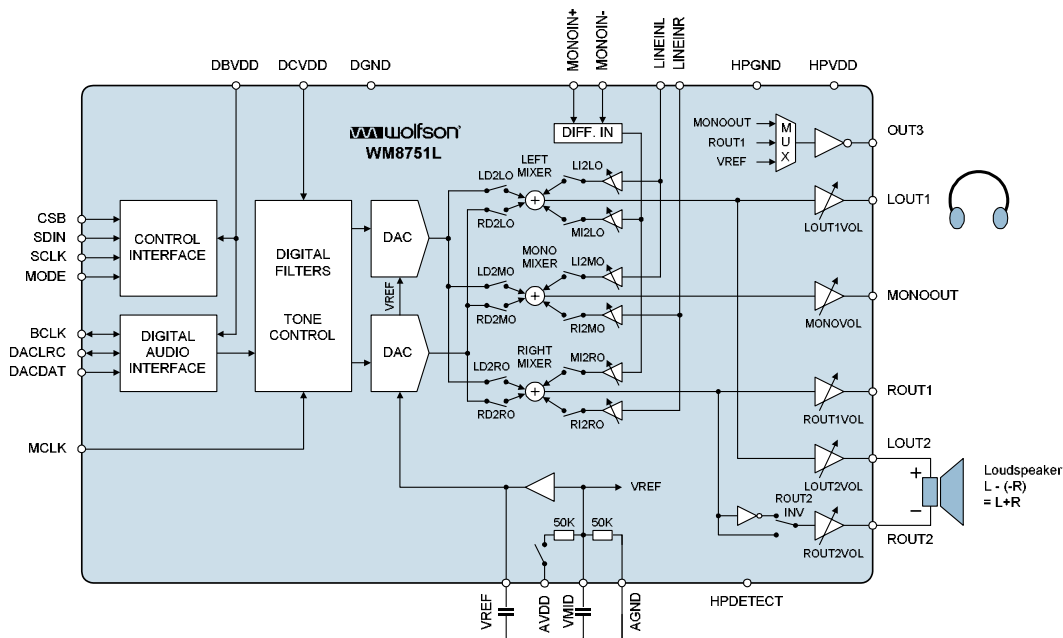 MONOIN+
MONOIN-
LINEINL
LINEINR
DBVDD
DCVDD
DGND
HPGND
HPVDD
wolfson®
WM8751L
DIFF. IN
MONOOUT
ROUT1
VREF
MUX
OUT3
LEFT
MIXER
LD2LO
RD2LO
LI2LO
MI2LO
LOUT1VOL
LOUT1
CSB
SDIN
SCLK
MODE
CONTROL
INTERFACE
DIGITAL
FILTERS
TONE
CONTROL
DAC
VREF
DAC
MONO
MIXER
LD2MO
RD2MO
LI2MO
RI2MO
MONOVOL
MONOOUT
BCLK
DACLRC
DACDAT
DIGITAL
AUDIO
INTERFACE
RIGHT
MIXER
LD2RO
RD2RO
MI2RO
RI2RO
ROUT1VOL
ROUT1
MCLK
VREF
LOUT2VOL
LOUT2
ROUT2
INV
ROUT2VOL
ROUT2
+
−
Loudspeaker
L - (-R)
= L+R
50K
50K
VREF
AVDD
VMID
AGND
HPDETECT